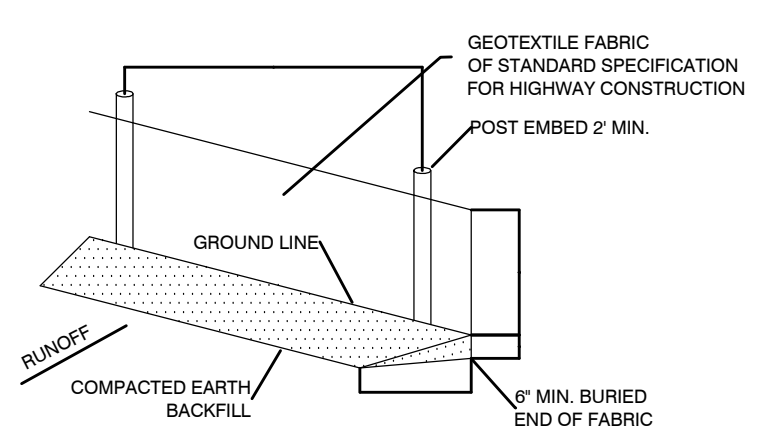 GEOTEXTILE FABRIC
OF STANDARD SPECIFICATION
FOR HIGHWAY CONSTRUCTION
POST EMBED 2' MIN.
GROUND LINE
RUNOFF
COMPACTED EARTH
BACKFILL
6" MIN. BURIED
END OF FABRIC